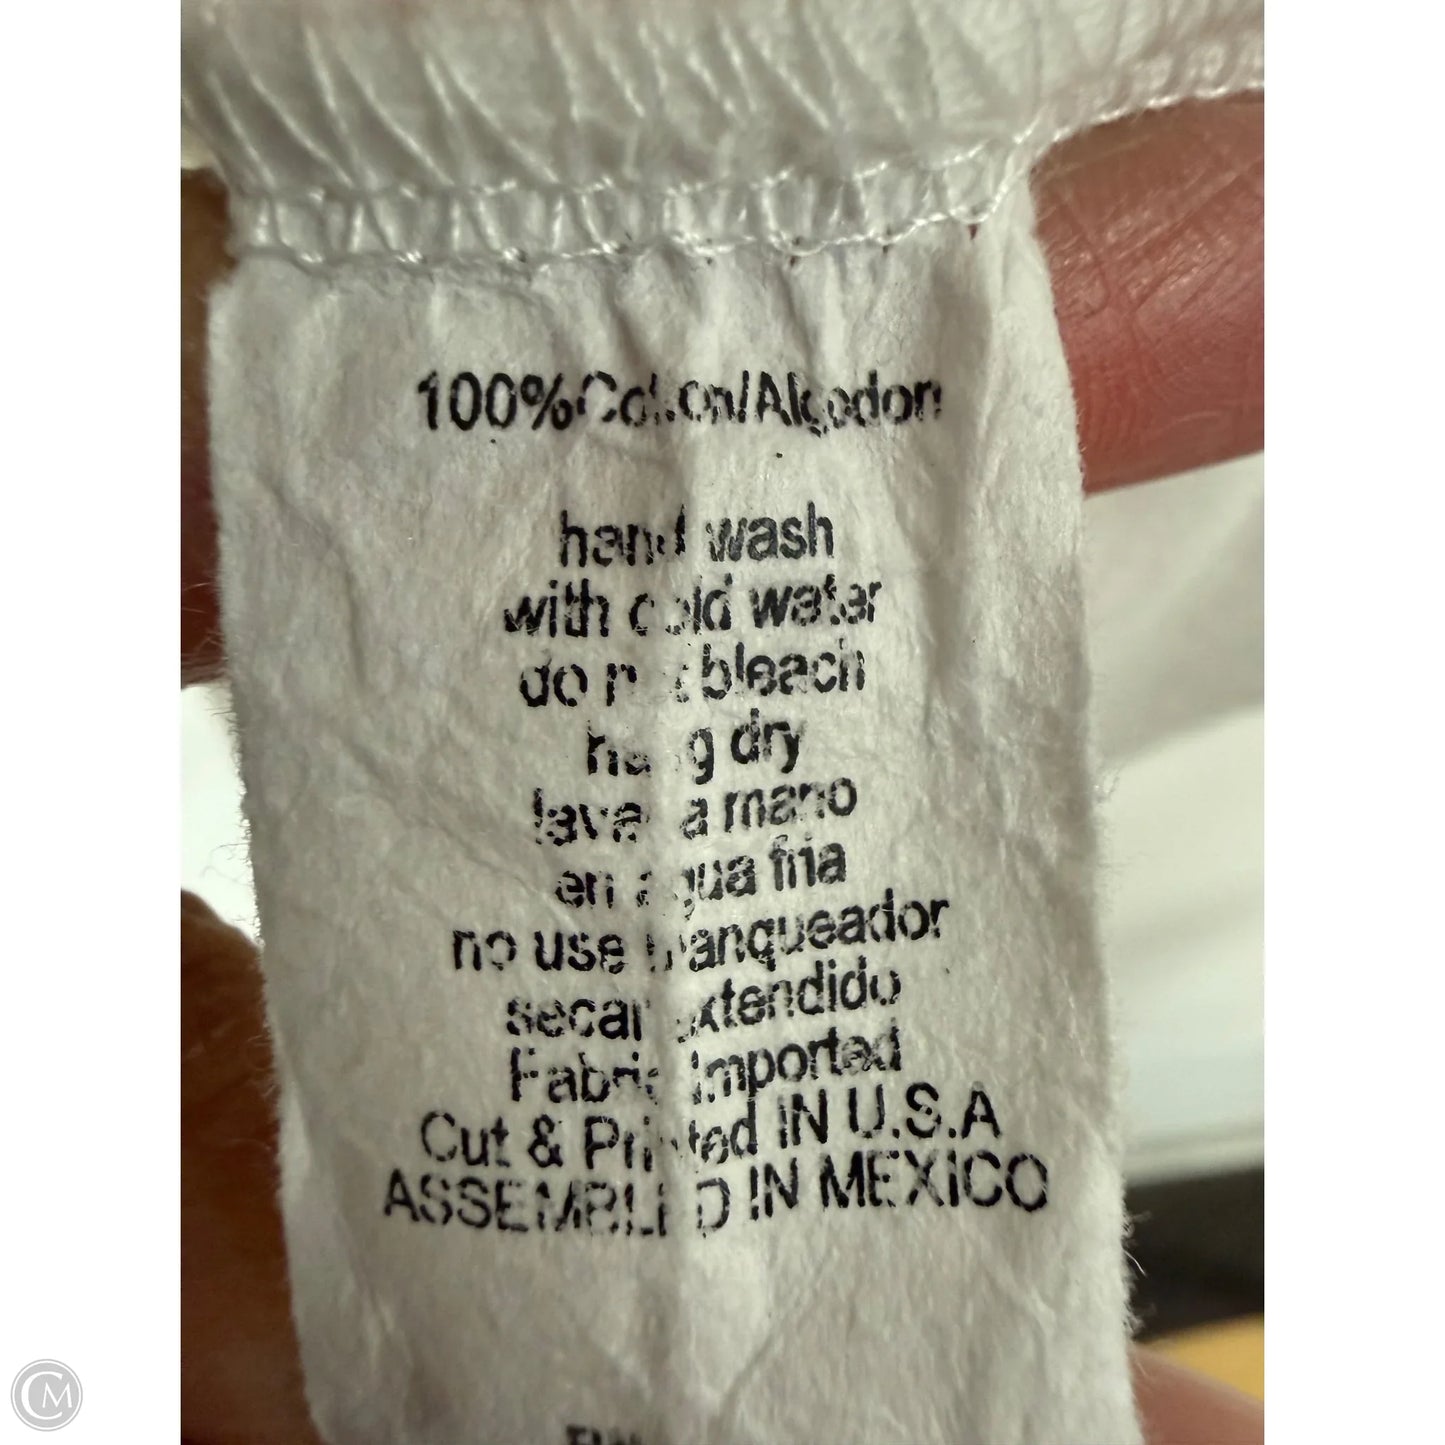 100%Cotton/Algodon
hand wash
with cold water
do not bleach
hang dry
lavar a mano
en agua fria
no use blanqueador
secar extendido
Fabric imported
Cut & Printed IN U.S.A
ASSEMBLED IN MEXICO
CM